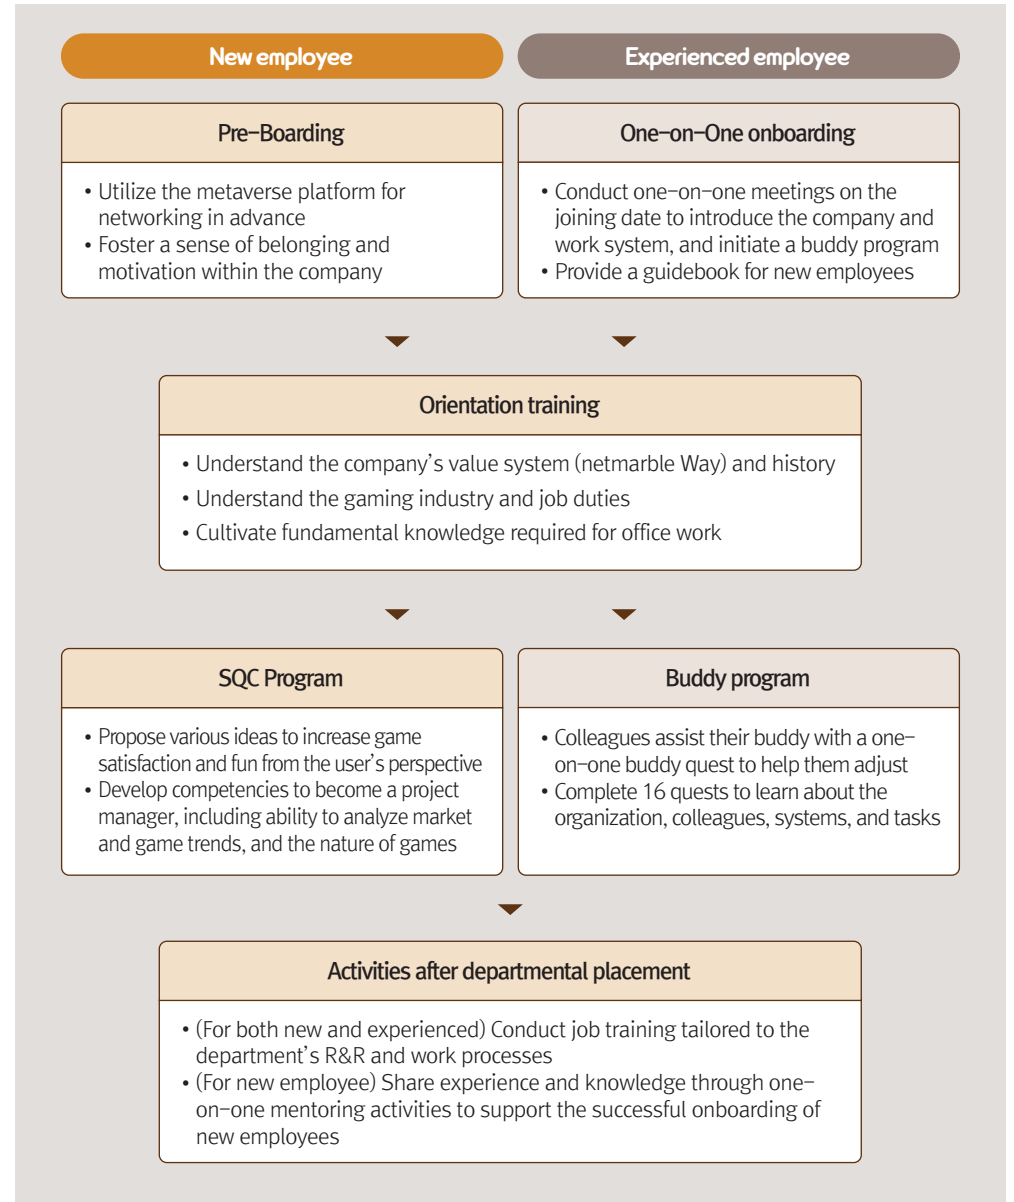 New employee
Experienced employee
Pre-Boarding
• Utilize the metaverse platform for
networking in advance
• Foster a sense of belonging and
motivation within the company
One-on-One onboarding
• Conduct one-on-one meetings on the
joining date to introduce the company and
work system, and initiate a buddy program
• Provide a guidebook for new employees
Orientation training
• Understand the company's value system (netmarble Way) and history
• Understand the gaming industry and job duties
• Cultivate fundamental knowledge required for office work
SQC Program
• Propose various ideas to increase game
satisfaction and fun from the user's perspective
• Develop competencies to become a project
manager, including ability to analyze market
and game trends, and the nature of games
Buddy program
• Colleagues assist their buddy with a one-
on-one buddy quest to help them adjust
• Complete 16 quests to learn about the
organization, colleagues, systems, and tasks
Activities after departmental placement
• (For both new and experienced) Conduct job training tailored to the
department's R&R and work processes
• (For new employee) Share experience and knowledge through one-
on-one mentoring activities to support the successful onboarding of
new employees